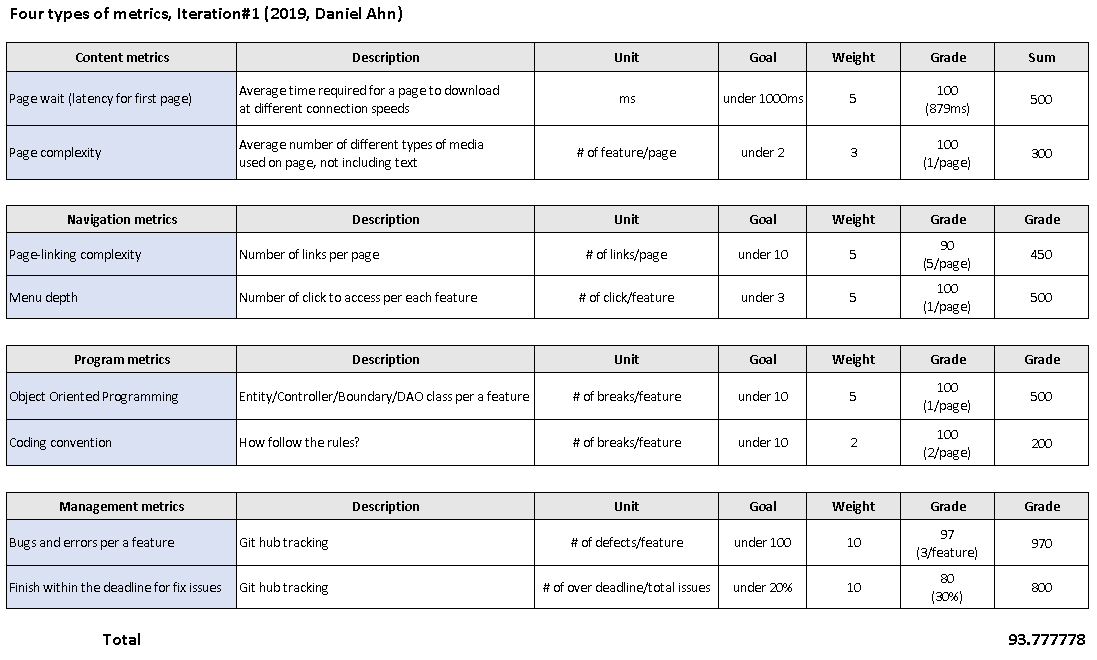 Four types of metrics, Iteration#1 (2019, Daniel Ahn)
Content metrics Description Unit Goal Weight Grade Sum
Page wait (latency for first page) Average time required for a page to download at different connection speeds ms under 1000ms 5 100 (879ms) 500
Page complexity Average number of different types of media used on page, not including text # of feature/page under 2 3 100 (1/page) 300
Navigation metrics Description Unit Goal Weight Grade Grade
Page-linking complexity Number of links per page # of links/page under 10 5 90 (5/page) 450
Menu depth Number of click to access per each feature # of click/feature under 3 5 100 (1/page) 500
Program metrics Description Unit Goal Weight Grade Grade
Object Oriented Programming Entity/Controller/Boundary/DAO class per a feature # of breaks/feature under 10 5 100 (1/page) 500
Coding convention How follow the rules? # of breaks/feature under 10 2 100 (2/page) 200
Management metrics Description Unit Goal Weight Grade Grade
Bugs and errors per a feature Git hub tracking # of defects/feature under 100 10 97 (3/feature) 970
Finish within the deadline for fix issues Git hub tracking # of over deadline/total issues under 20% 10 80 (30%) 800
Total 93.777778